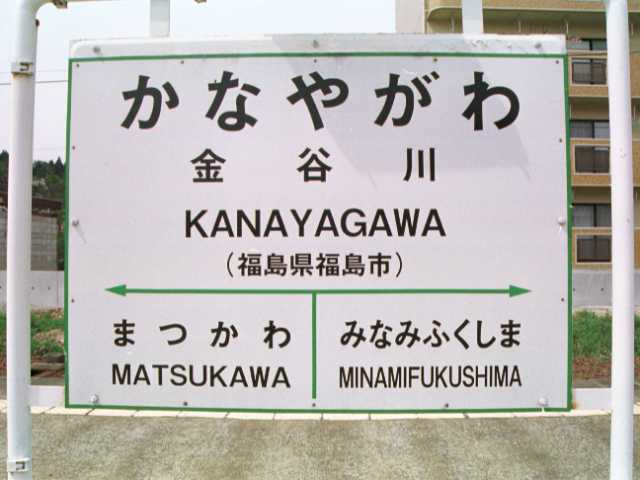 かなやがわ
金谷川
KANAYAGAWA
(福島県福島市)
まつかわ みなみふくしま
MATSUKAWA MINAMIFUKUSHIMA